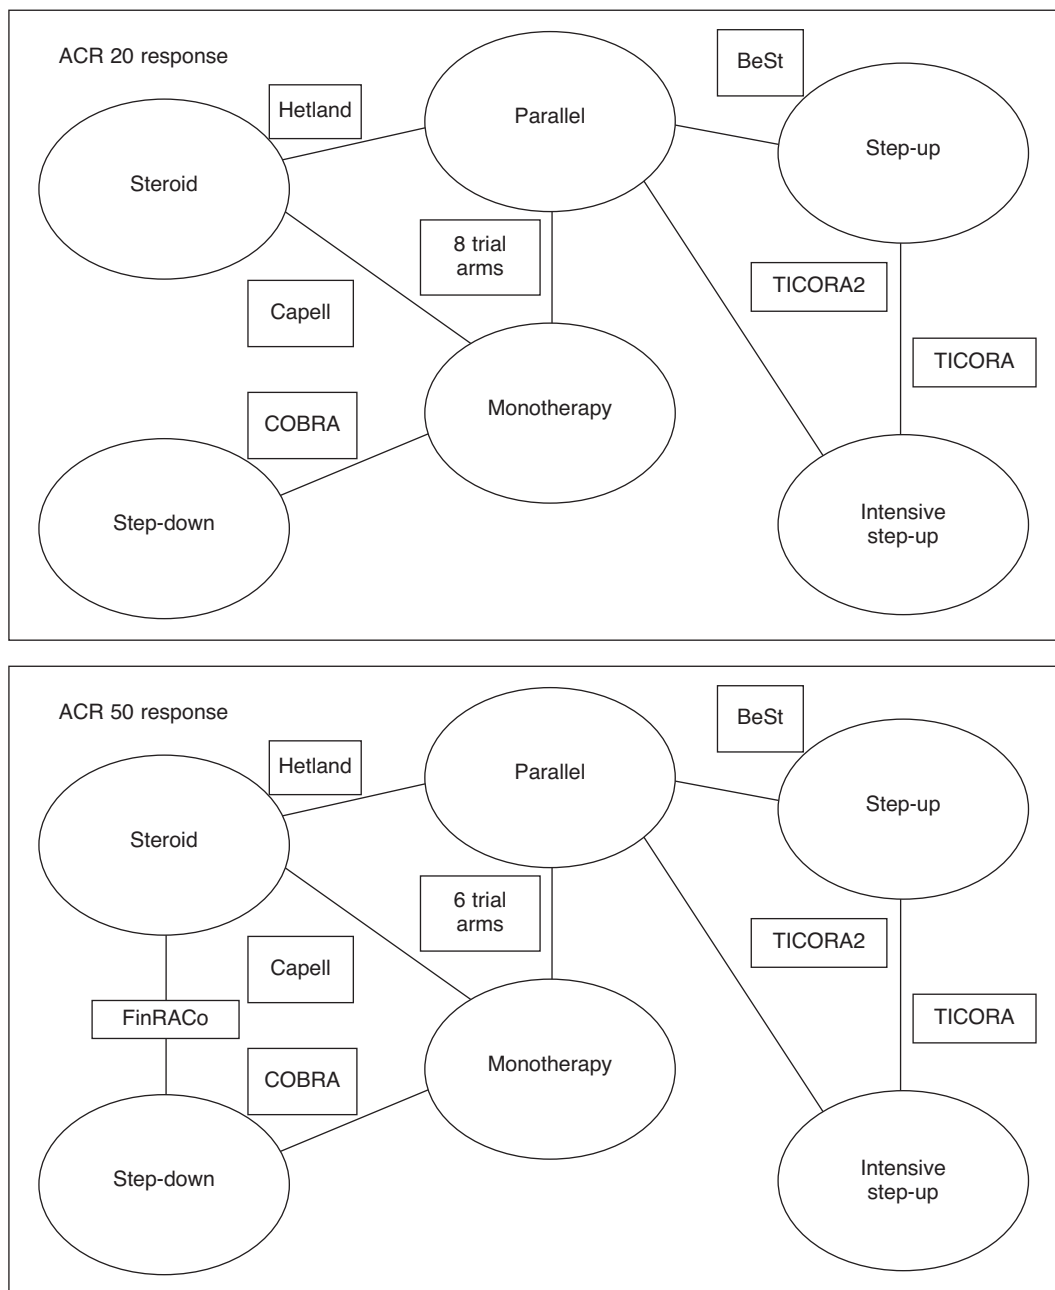 ACR 20 response
Hetland
Parallel
BeSt
Step-up
Steroid
8 trial
arms
TICORA2
Capell
TICORA
COBRA
Monotherapy
Step-down
Intensive
step-up
ACR 50 response
Hetland
Parallel
BeSt
Step-up
Steroid
6 trial
arms
TICORA2
Capell
FinRACo
TICORA
COBRA
Monotherapy
Step-down
Intensive
step-up